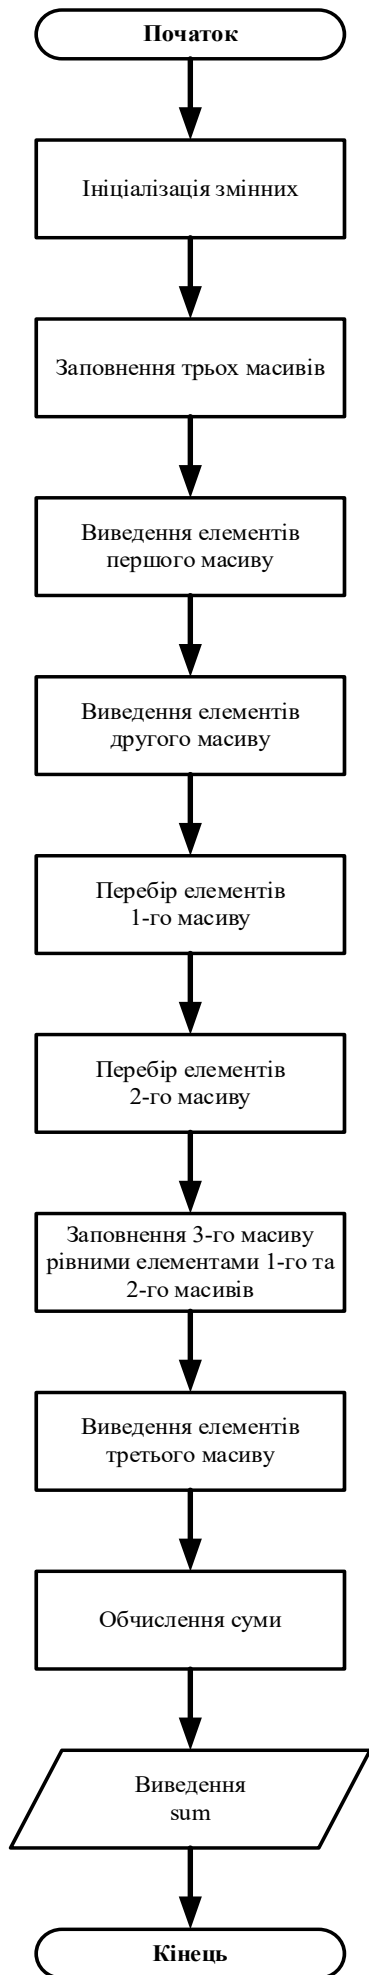 Початок
Ініціалізація змінних
Заповнення трьох масивів
Виведення елементів
першого масиву
Виведення елементів
другого масиву
Перебір елементів
1-го масиву
Перебір елементів
2-го масиву
Заповнення 3-го масиву
рівними елементами 1-го та
2-го масивів
Виведення елементів
третього масиву
Обчислення суми
Виведення
sum
Кінець